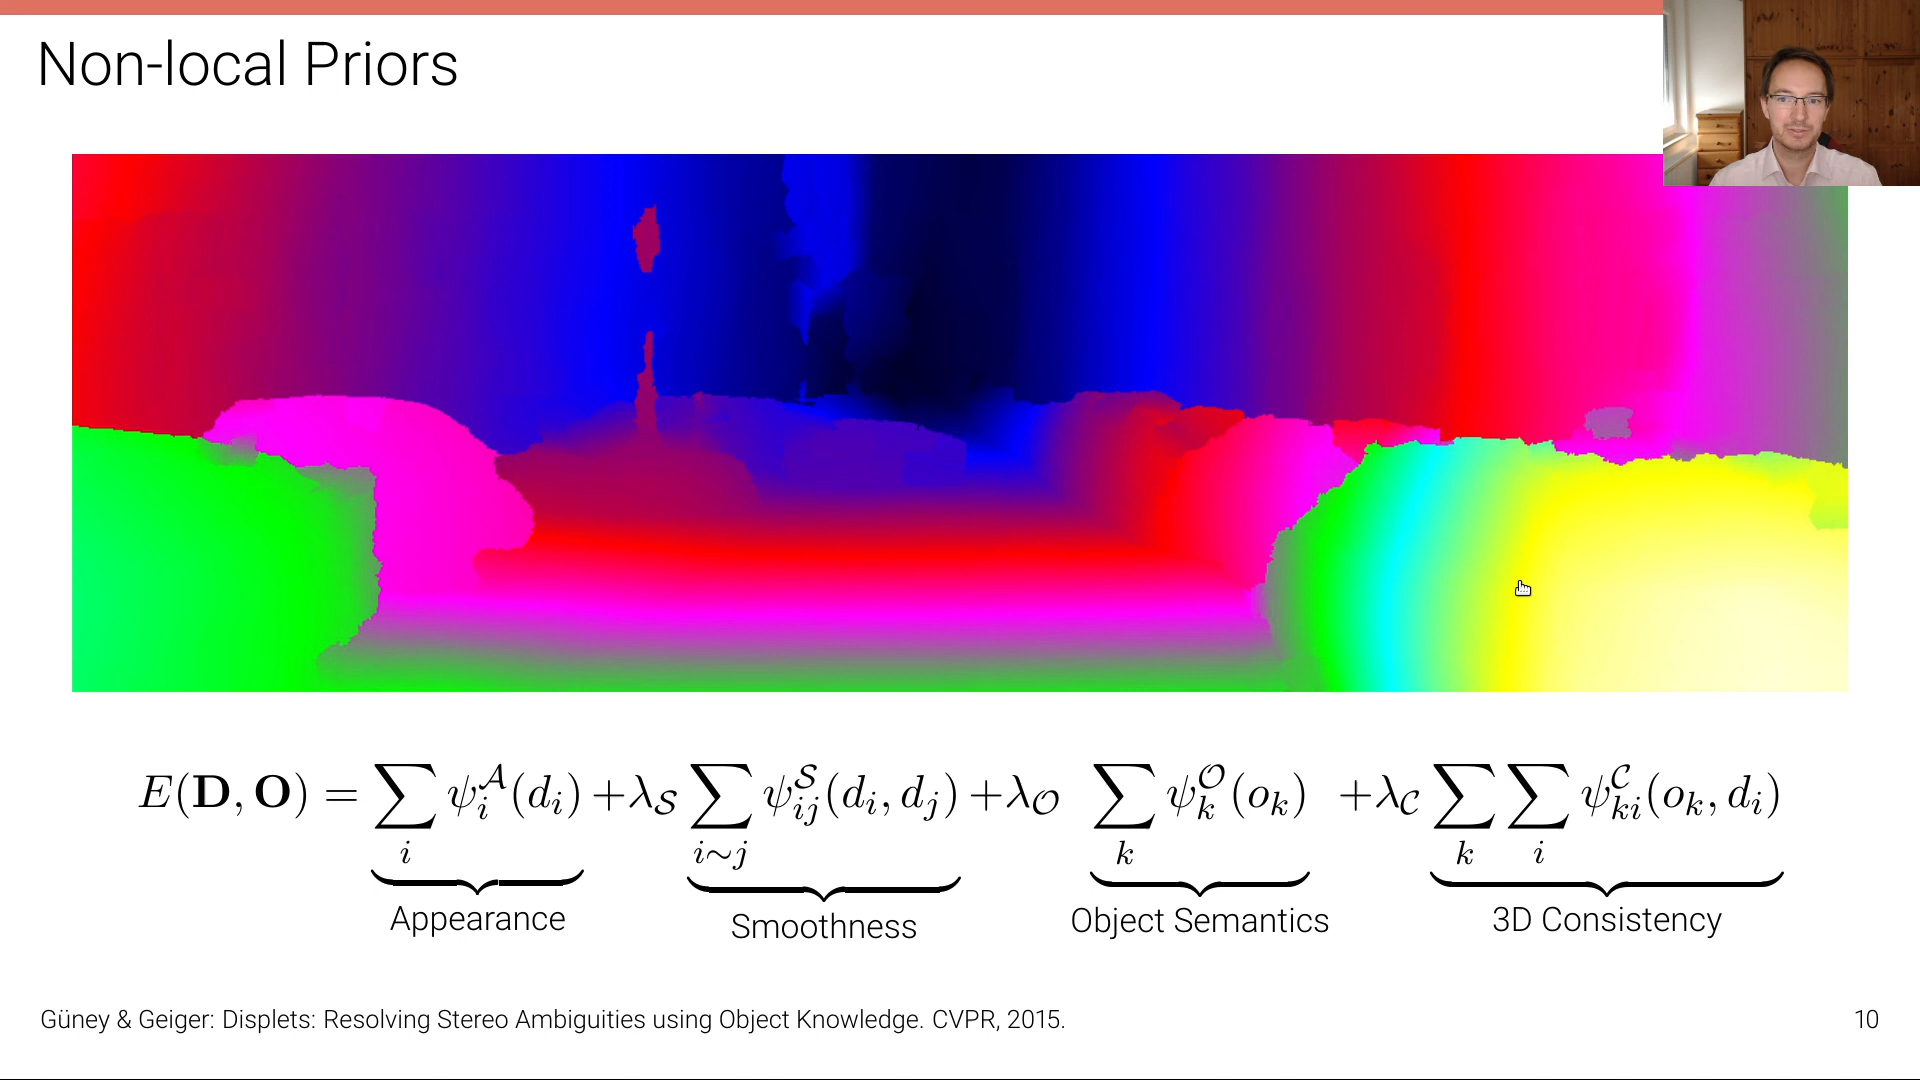 Non-local Priors
E(D, O) = ∑_i ψ_i^𝒜(d_i) + λ_𝒮 ∑_{i∼j} ψ_{ij}^𝒮(d_i, d_j) + λ_𝒪 ∑_k ψ_k^𝒪(o_k) + λ_𝒞 ∑_k ∑_i ψ_{ki}^𝒞(o_k, d_i)
Appearance Smoothness Object Semantics 3D Consistency
Güney & Geiger: Displets: Resolving Stereo Ambiguities using Object Knowledge. CVPR, 2015. 10